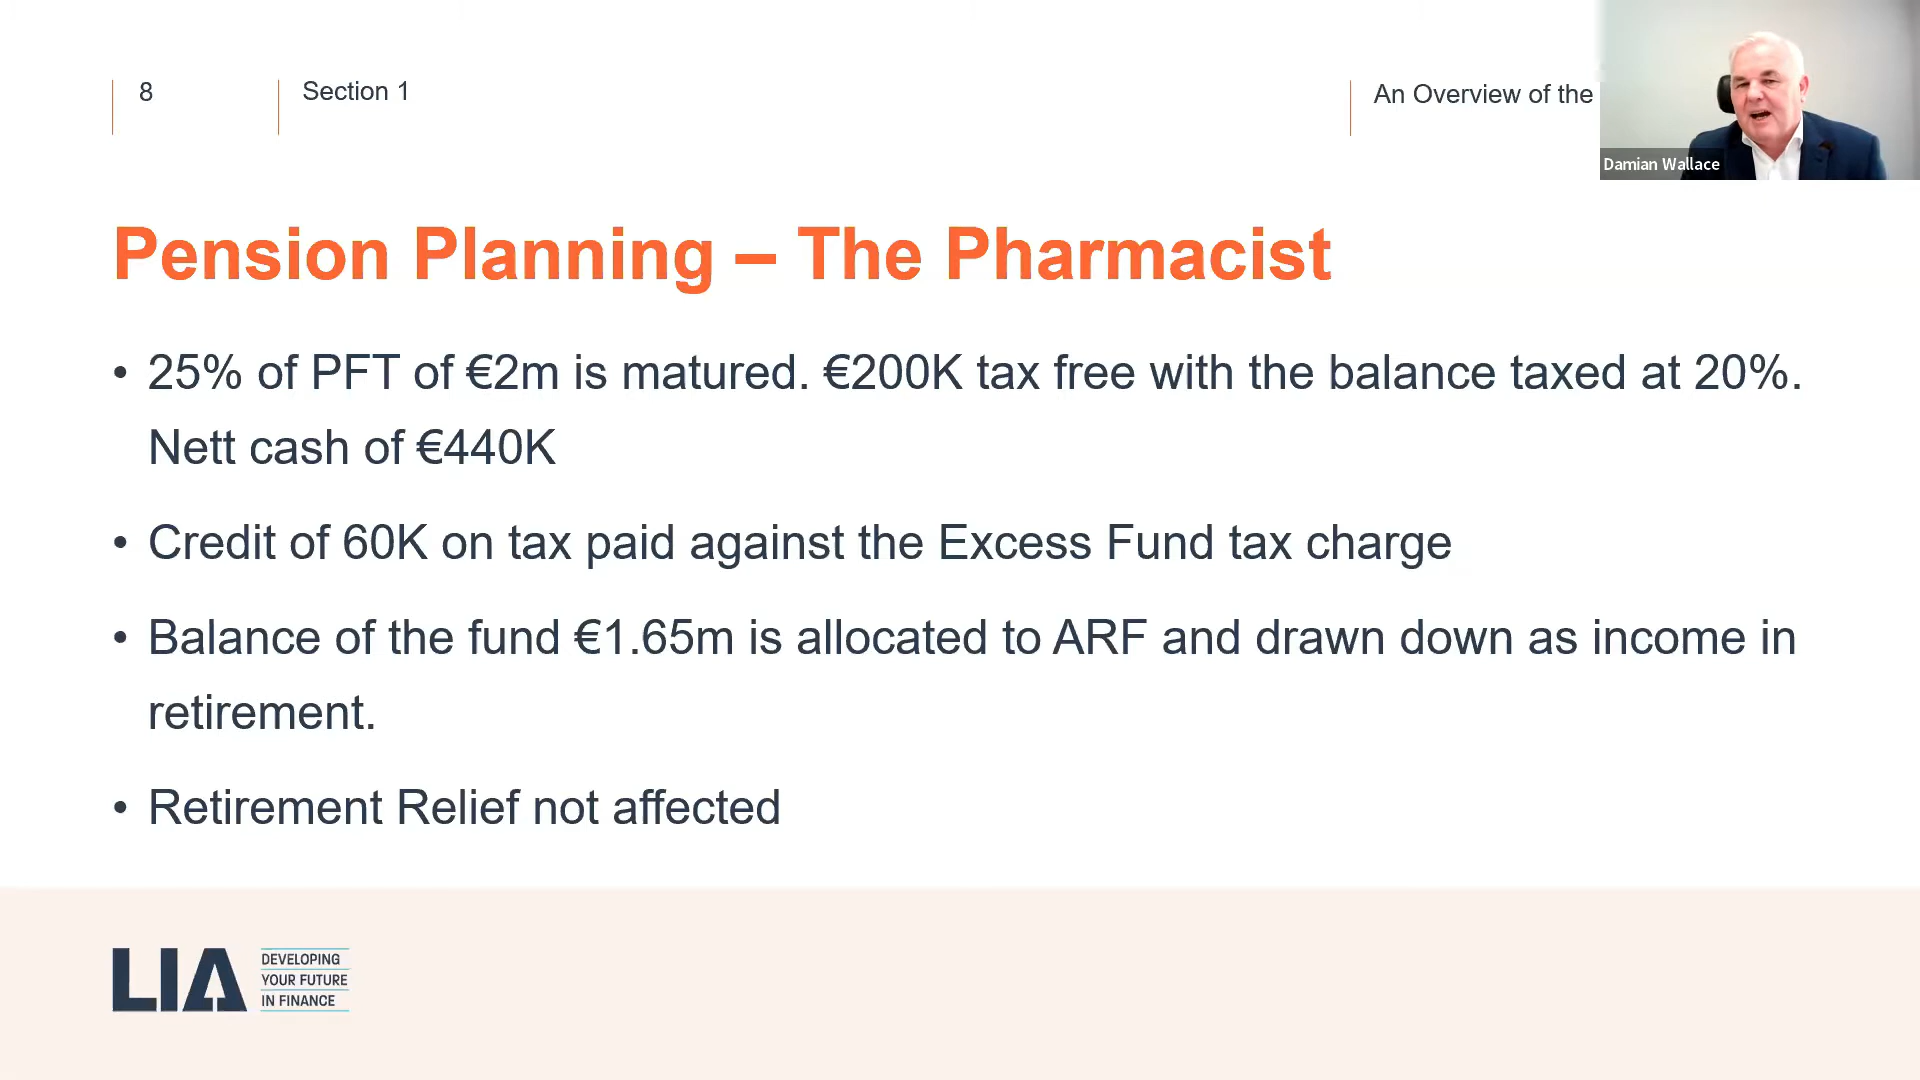 8
Section 1
An Overview of the
Damian Wallace
Pension Planning – The Pharmacist
• 25% of PFT of €2m is matured. €200K tax free with the balance taxed at 20%.
Nett cash of €440K
• Credit of 60K on tax paid against the Excess Fund tax charge
• Balance of the fund €1.65m is allocated to ARF and drawn down as income in
retirement.
• Retirement Relief not affected
LIA
DEVELOPING
YOUR FUTURE
IN FINANCE